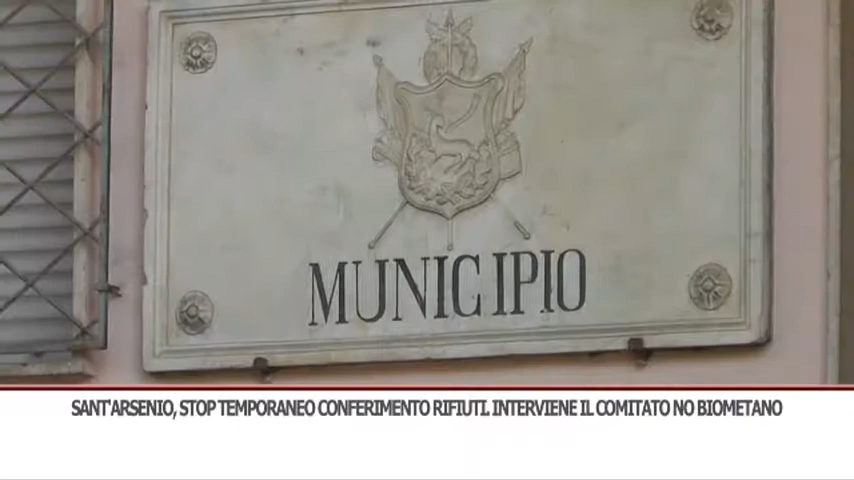 MUNICIPIO
SANT'ARSENIO, STOP TEMPORANEO CONFERIMENTO RIFIUTI. INTERVIENE IL COMITATO NO BIOMETANO